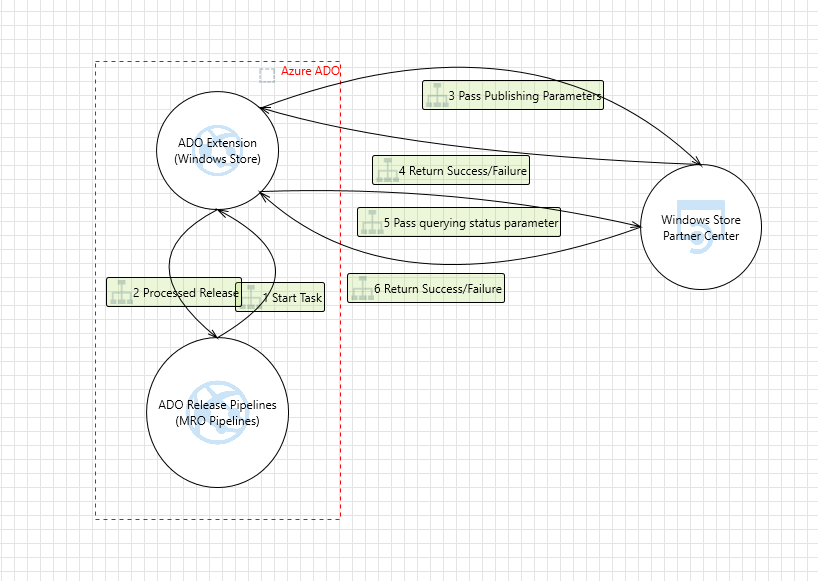 Azure ADO
3 Pass Publishing Parameters
ADO Extension
(Windows Store)
4 Return Success/Failure
Windows Store
Partner Center
5 Pass querying status parameter
2 Processed Release
1 Start Task
6 Return Success/Failure
ADO Release Pipelines
(MRO Pipelines)